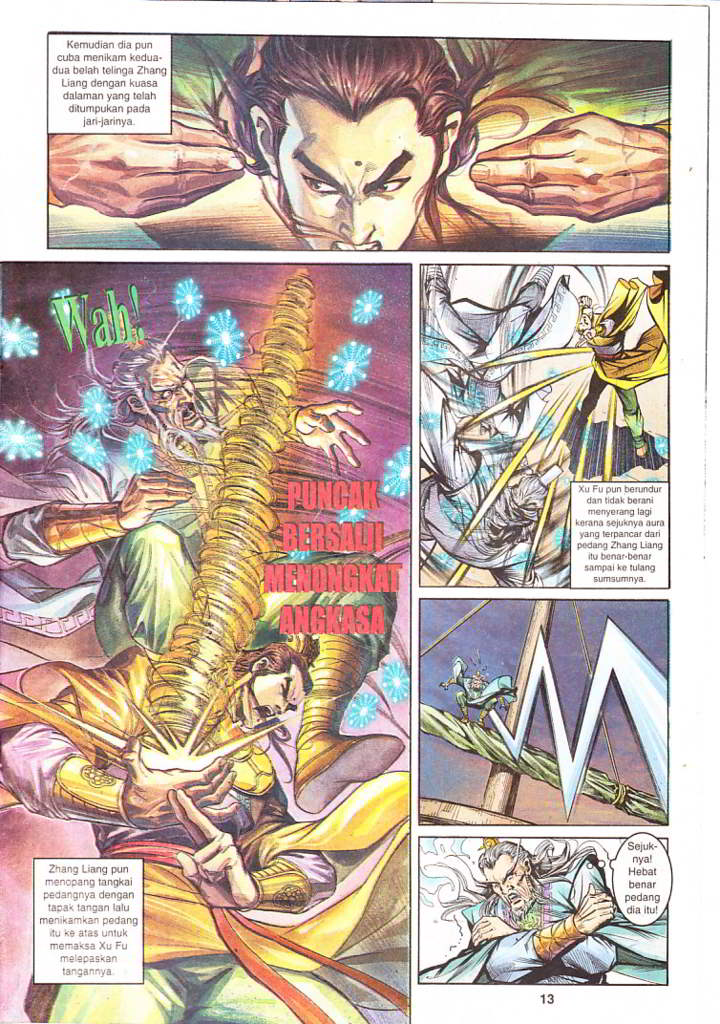 Kemudian dia pun
cuba menikam kedua-
dua belah telinga Zhang
Liang dengan kuasa
dalaman yang telah
ditumpukan pada
jari-jarinya.
Wah!
PUNCAK
BERSALJI
MENONGKAT
ANGKASA
Zhang Liang pun
menopang tangkai
pedangnya dengan
tapak tangan lalu
menikamkan pedang
itu ke atas untuk
memaksa Xu Fu
melepaskan
tangannya.
Xu Fu pun berundur
dan tidak berani
menyerang lagi
kerana sejuknya aura
yang terpancar dari
pedang Zhang Liang
itu benar-benar
sampai ke tulang
sumsumnya.
Sejuk-
nya!
Hebat
benar
pedang
dia itu!
13